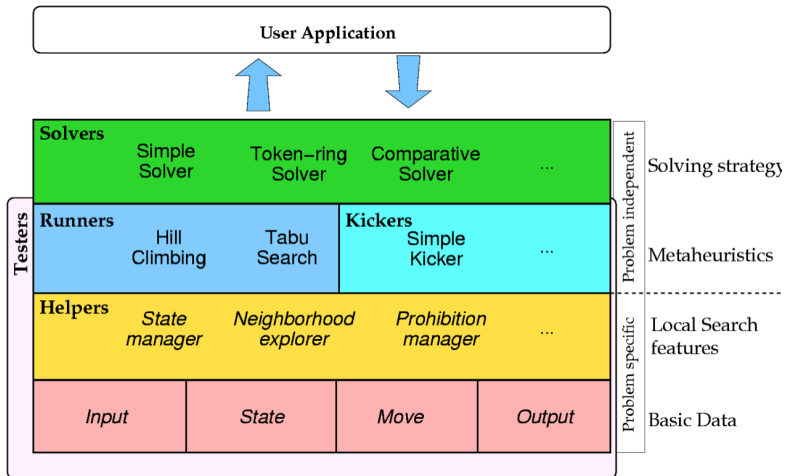 User Application
Solvers
Simple
Solver
Token-ring
Solver
Comparative
Solver
...
Solving strategy
Problem independent
Testers
Runners
Hill
Climbing
Tabu
Search
Kickers
Simple
Kicker
...
Metaheuristics
Helpers
State
manager
Neighborhood
explorer
Prohibition
manager
...
Local Search
features
Problem specific
Input
State
Move
Output
Basic Data